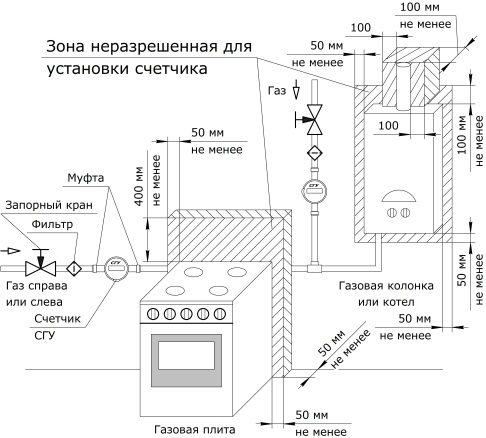 100 мм
не менее
100
50 мм
не менее
Зона неразрешенная для
установки счетчика
Газ
50 мм
не менее
400 мм
не менее
100
100 мм
не менее
Муфта
Запорный кран
Фильтр
СГУ
СГУ
Газ справа
или слева
Счетчик
СГУ
Газовая колонка
или котел
50 мм
не менее
50 мм
не менее
50 мм
не менее
50 мм
не менее
Газовая плита